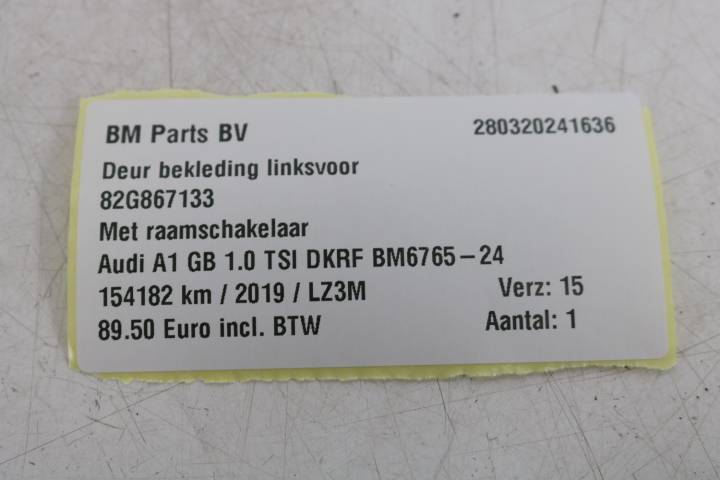 BM Parts BV 280320241636
Deur bekleding linksvoor
82G867133
Met raamschakelaar
Audi A1 GB 1.0 TSI DKRF BM6765-24
154182 km / 2019 / LZ3M Verz: 15
89.50 Euro incl. BTW Aantal: 1